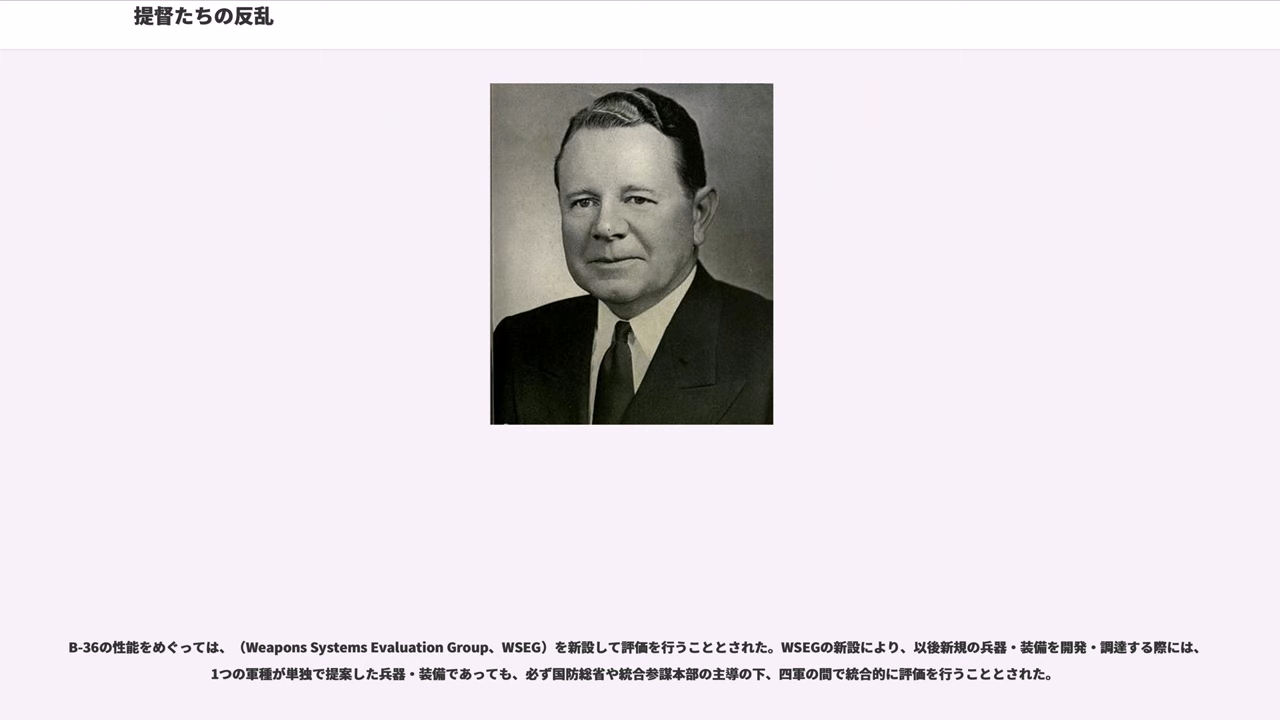 提督たちの反乱
B-36の性能をめぐっては、（Weapons Systems Evaluation Group、WSEG）を新設して評価を行うこととされた。WSEGの新設により、以後新規の兵器・装備を開発・調達する際には、
1つの軍種が単独で提案した兵器・装備であっても、必ず国防総省や統合参謀本部の主導の下、四軍の間で統合的に評価を行うこととされた。